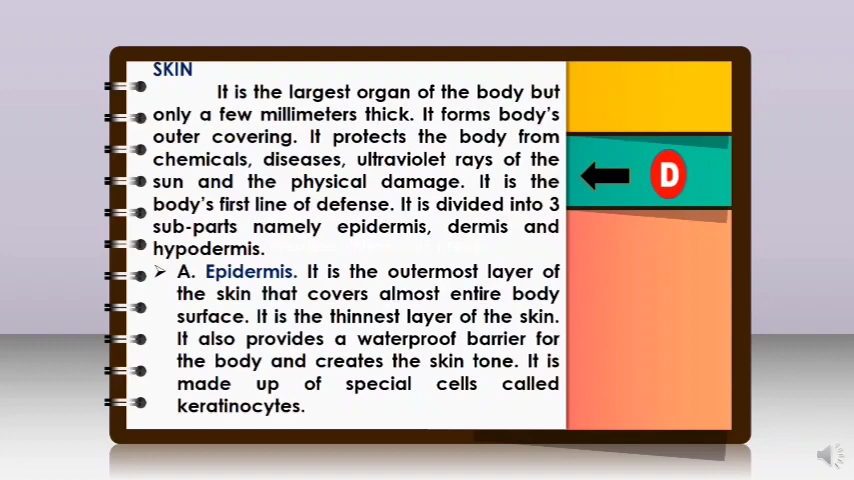 SKIN
It is the largest organ of the body but
only a few millimeters thick. It forms body's
outer covering. It protects the body from
chemicals, diseases, ultraviolet rays of the
sun and the physical damage. It is the
body's first line of defense. It is divided into 3
sub-parts namely epidermis, dermis and
hypodermis.
➢ A. Epidermis. It is the outermost layer of
the skin that covers almost entire body
surface. It is the thinnest layer of the skin.
It also provides a waterproof barrier for
the body and creates the skin tone. It is
made up of special cells called
keratinocytes.
D